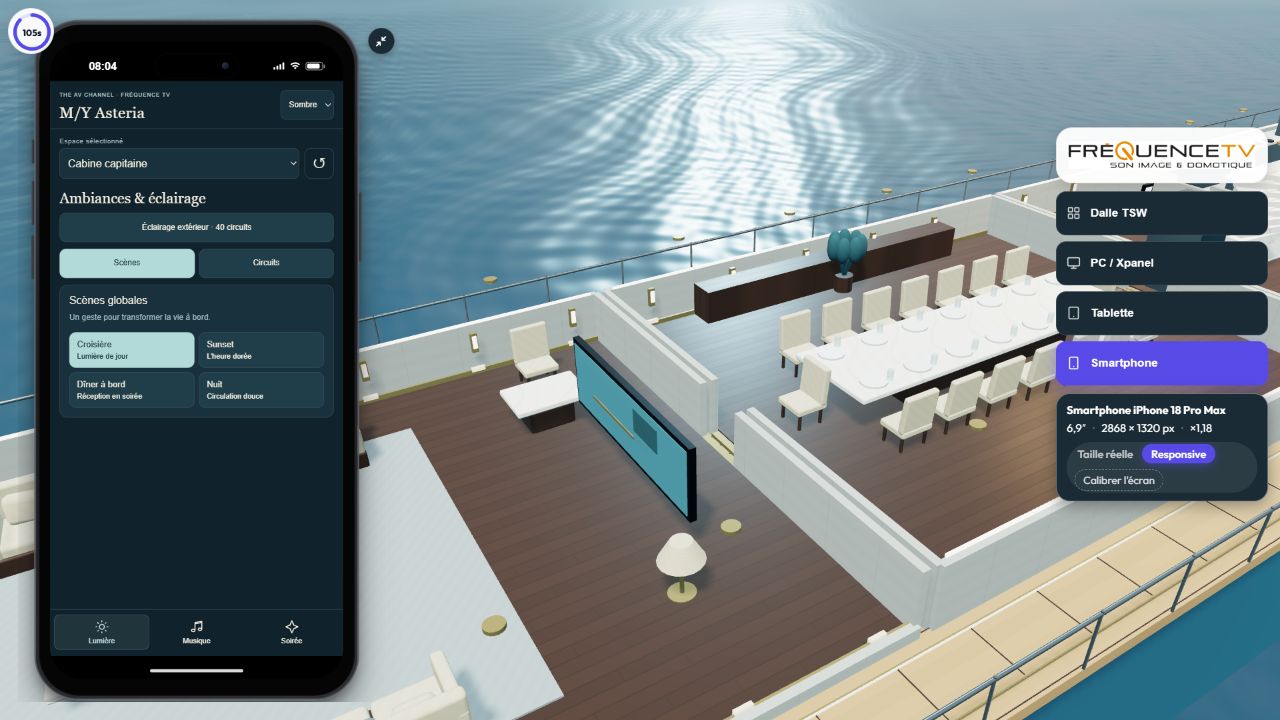 105s
08:04
THE AV CHANNEL · FRÉQUENCE TV
M/Y Asteria
Sombre
Espace sélectionné
Cabine capitaine
Ambiances & éclairage
Éclairage extérieur · 40 circuits
Scènes
Circuits
Scènes globales
Un geste pour transformer la vie à bord.
Croisière
Lumière de jour
Sunset
L'heure dorée
Dîner à bord
Réception en soirée
Nuit
Circulation douce
Lumière
Musique
Soirée
FRÉQUENCETV
SON IMAGE & DOMOTIQUE
Dalle TSW
PC / Xpanel
Tablette
Smartphone
Smartphone iPhone 18 Pro Max
6,9" · 2868 × 1320 px · ×1,18
Taille réelle
Responsive
Calibrer l'écran